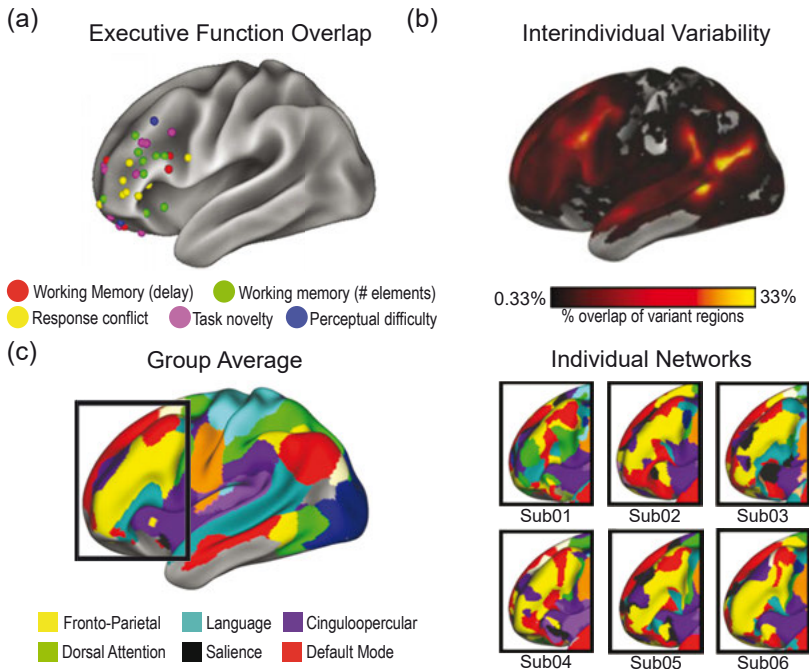 (a)
Executive Function Overlap
Working Memory (delay)
Working memory (# elements)
Response conflict
Task novelty
Perceptual difficulty
(b)
Interindividual Variability
0.33%
33%
% overlap of variant regions
(c)
Group Average
Fronto-Parietal
Language
Cinguloopercular
Dorsal Attention
Salience
Default Mode
Individual Networks
Sub01
Sub02
Sub03
Sub04
Sub05
Sub06